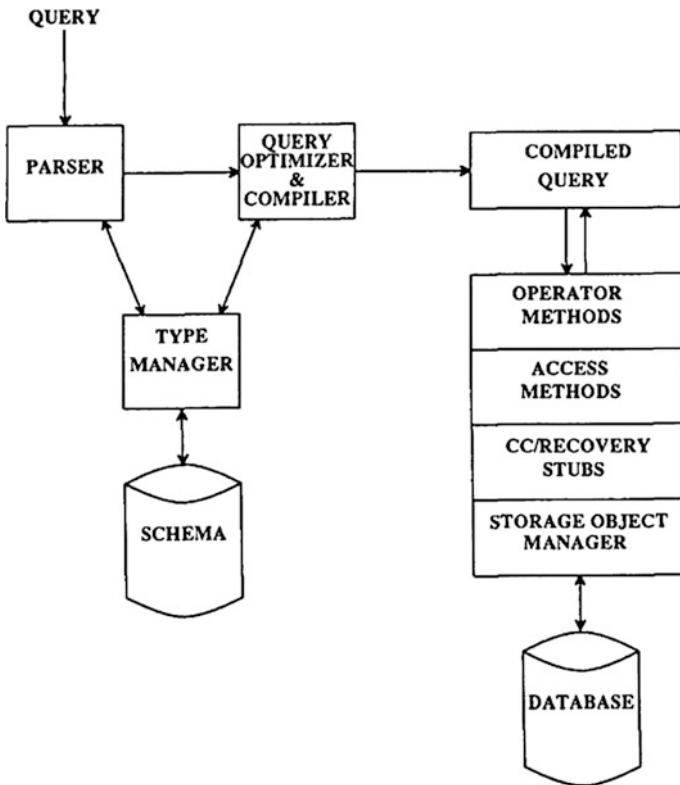 QUERY
PARSER
QUERY
OPTIMIZER
&
COMPILER
COMPILED
QUERY
TYPE
MANAGER
SCHEMA
OPERATOR
METHODS
ACCESS
METHODS
CC/RECOVERY
STUBS
STORAGE OBJECT
MANAGER
DATABASE